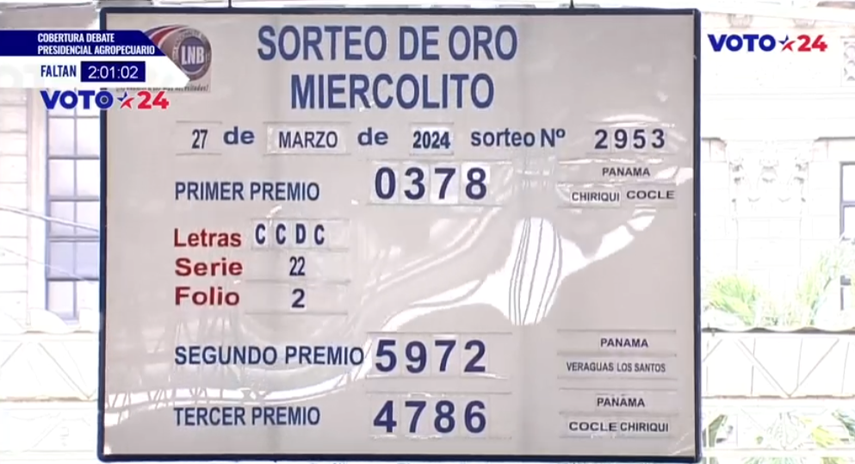 COBERTURA DEBATE
PRESIDENCIAL AGROPECUARIO
FALTAN 2:01:02
VOTO★24
VOTO★24
LNB
SORTEO DE ORO
MIERCOLITO
27 de MARZO de 2024 sorteo Nº 2953
PRIMER PREMIO 0378
PANAMA
CHIRIQUI COCLE
Letras C C D C
Serie 22
Folio 2
SEGUNDO PREMIO 5972
PANAMA
VERAGUAS LOS SANTOS
TERCER PREMIO 4786
PANAMA
COCLE CHIRIQUI